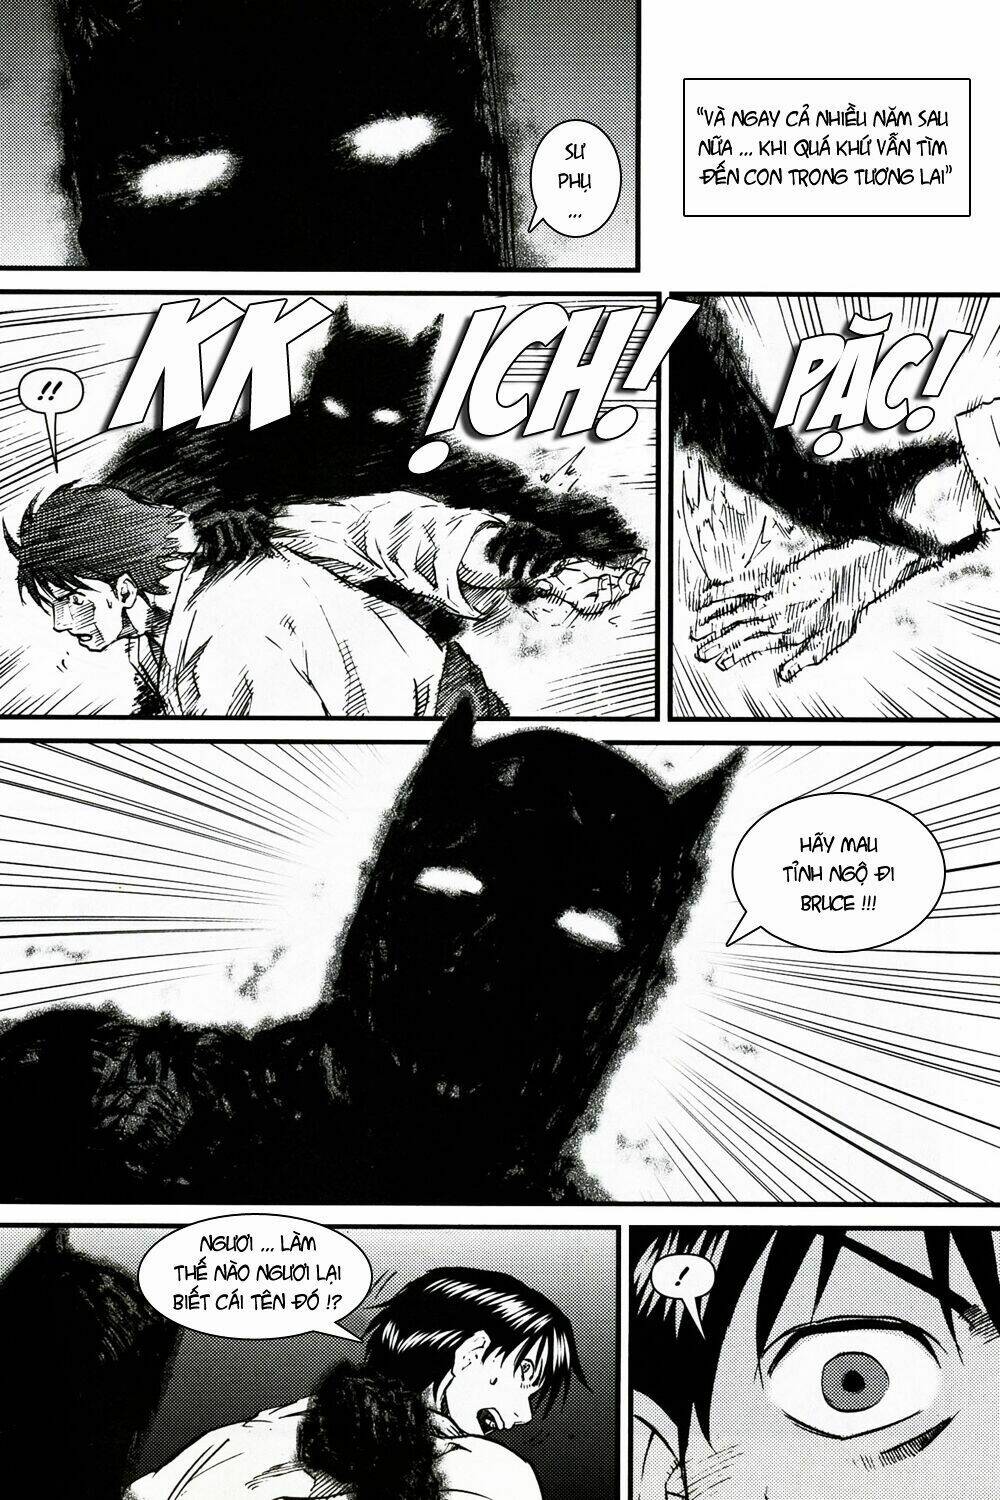 SƯ
PHỤ
...
"VÀ NGAY CẢ NHIỀU NĂM SAU
NỮA ... KHI QUÁ KHỨ VẪN TÌM
ĐẾN CON TRONG TƯƠNG LAI"
!!
KK ỊCH!
PẶC!
HÃY MAU
TỈNH NGỘ ĐI
BRUCE !!!
NGƯƠI ... LÀM
THẾ NÀO NGƯƠI LẠI
BIẾT CÁI TÊN ĐÓ !?
!